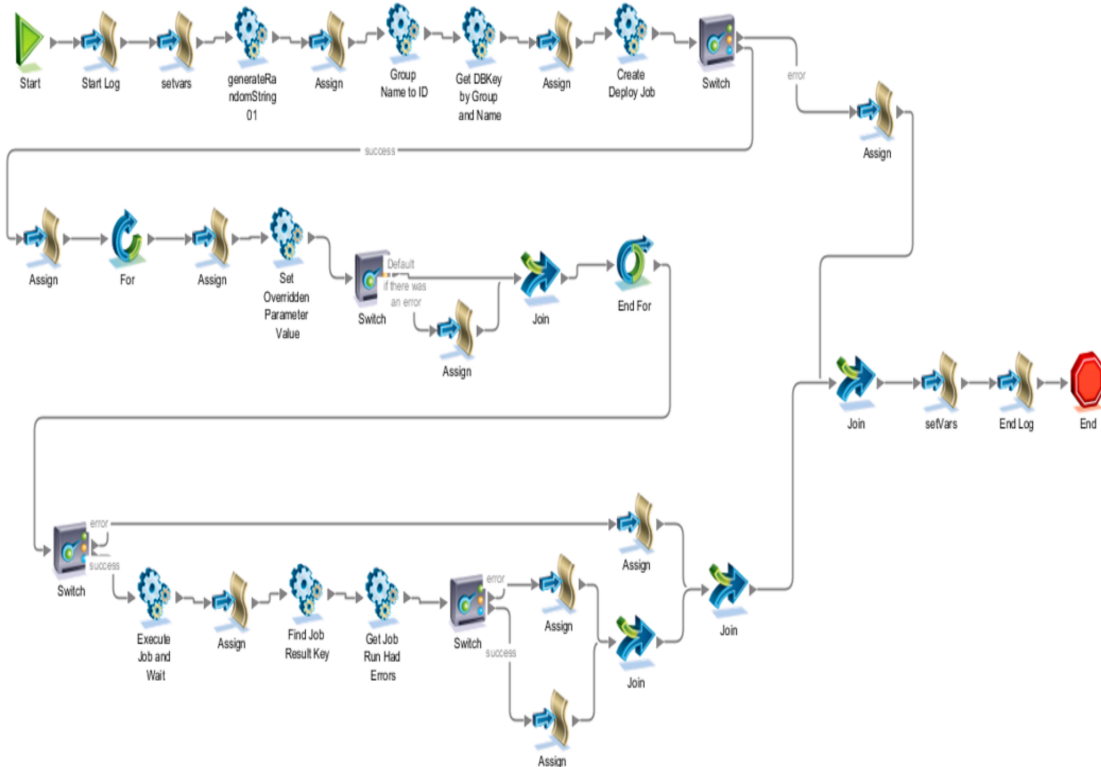 Start
Start Log
setvars
generateRa
ndomString
01
Assign
Group
Name to ID
Get DBKey
by Group
and Name
Assign
Create
Deploy Job
Switch
error
Assign
success
Assign
For
Assign
Set
Overridden
Parameter
Value
Switch
Default
if there was
an error
Assign
Join
End For
Join
setVars
End Log
End
Switch
error
success
Assign
Execute
Job and
Wait
Assign
Find Job
Result Key
Get Job
Run Had
Errors
Switch
error
success
Assign
Assign
Join
Join